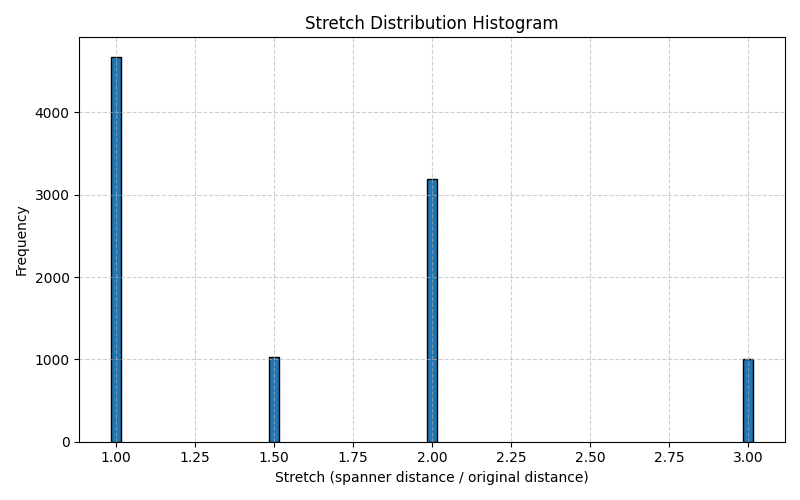 Stretch Distribution Histogram
Frequency
4000
3000
2000
1000
0
1.00 1.25 1.50 1.75 2.00 2.25 2.50 2.75 3.00
Stretch (spanner distance / original distance)